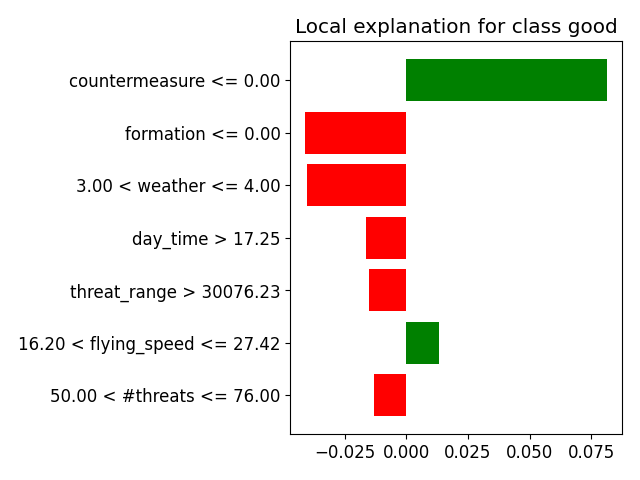 Local explanation for class good
countermeasure <= 0.00
formation <= 0.00
3.00 < weather <= 4.00
day_time > 17.25
threat_range > 30076.23
16.20 < flying_speed <= 27.42
50.00 < #threats <= 76.00
−0.025 0.000 0.025 0.050 0.075